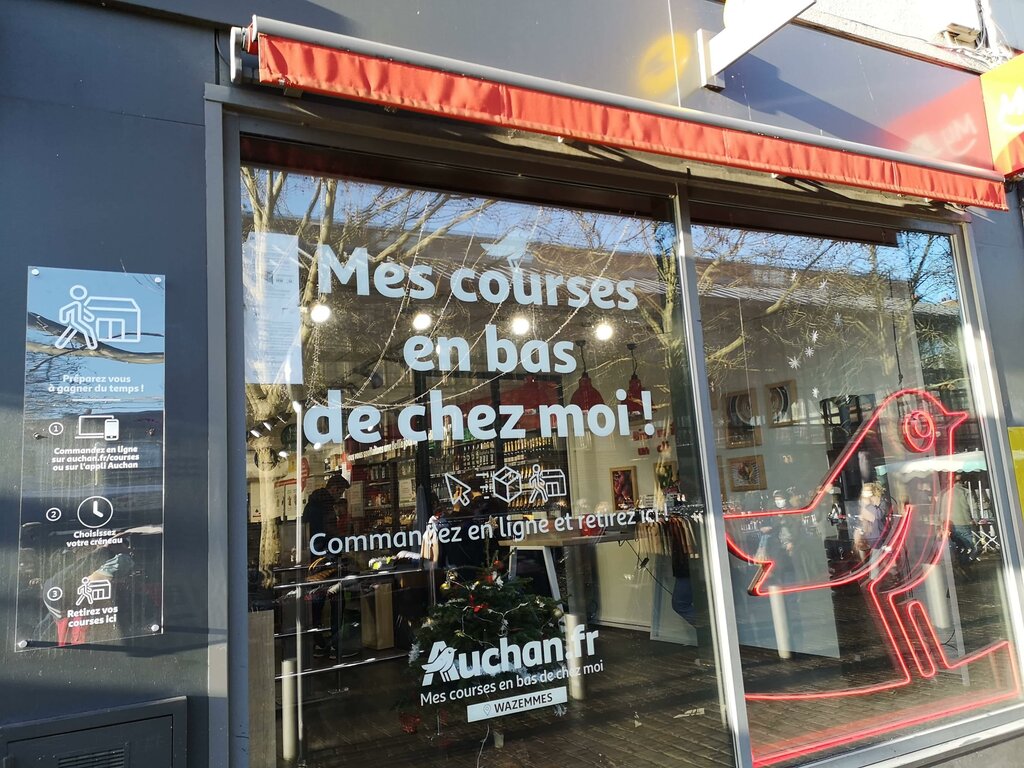 Mes courses
en bas
de chez moi !
Commandez en ligne et retirez ici !
Auchan.fr
Mes courses en bas de chez moi
WAZEMMES
Préparez vous
à gagner du temps !
1
Commandez en ligne
sur auchan.fr/courses
ou sur l'appli Auchan
2
Choisissez
votre créneau
3
Retirez vos
courses ici